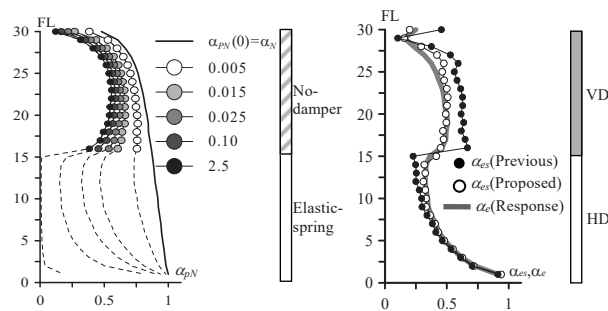 FL
30
25
20
15
10
5
0
0
0.5
1
α_PN(0)=α_N
0.005
0.015
0.025
0.10
2.5
α_pN
No-
damper
Elastic-
spring
FL
30
25
20
15
10
5
0
0
0.5
1
α_es(Previous)
α_es(Proposed)
α_e(Response)
α_es,α_e
VD
HD